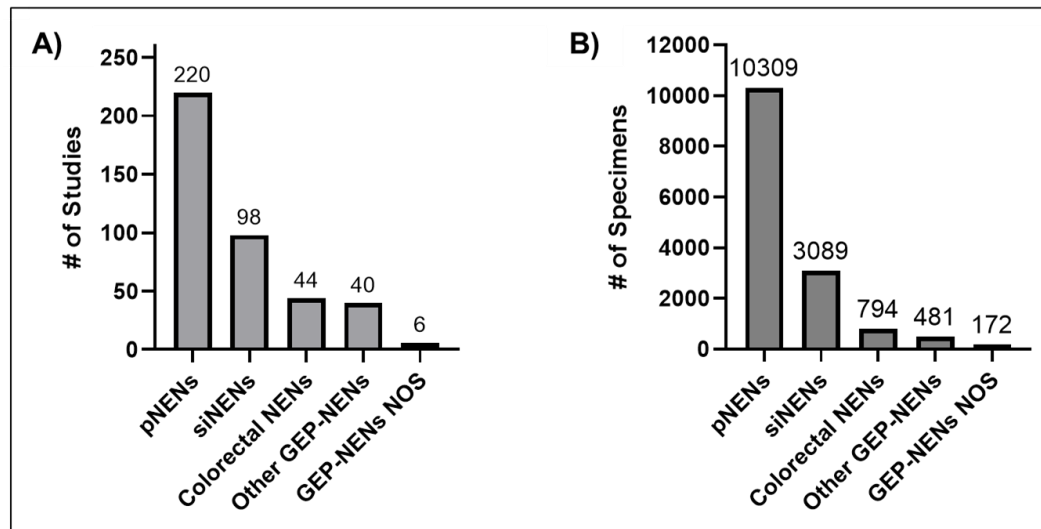 A)
# of Studies
250
200
150
100
50
0
220
98
44
40
6
pNENs
siNENs
Colorectal NENs
Other GEP-NENs
GEP-NENs NOS
B)
# of Specimens
12000
10000
8000
6000
4000
2000
0
10309
3089
794
481
172
pNENs
siNENs
Colorectal NENs
Other GEP-NENs
GEP-NENs NOS